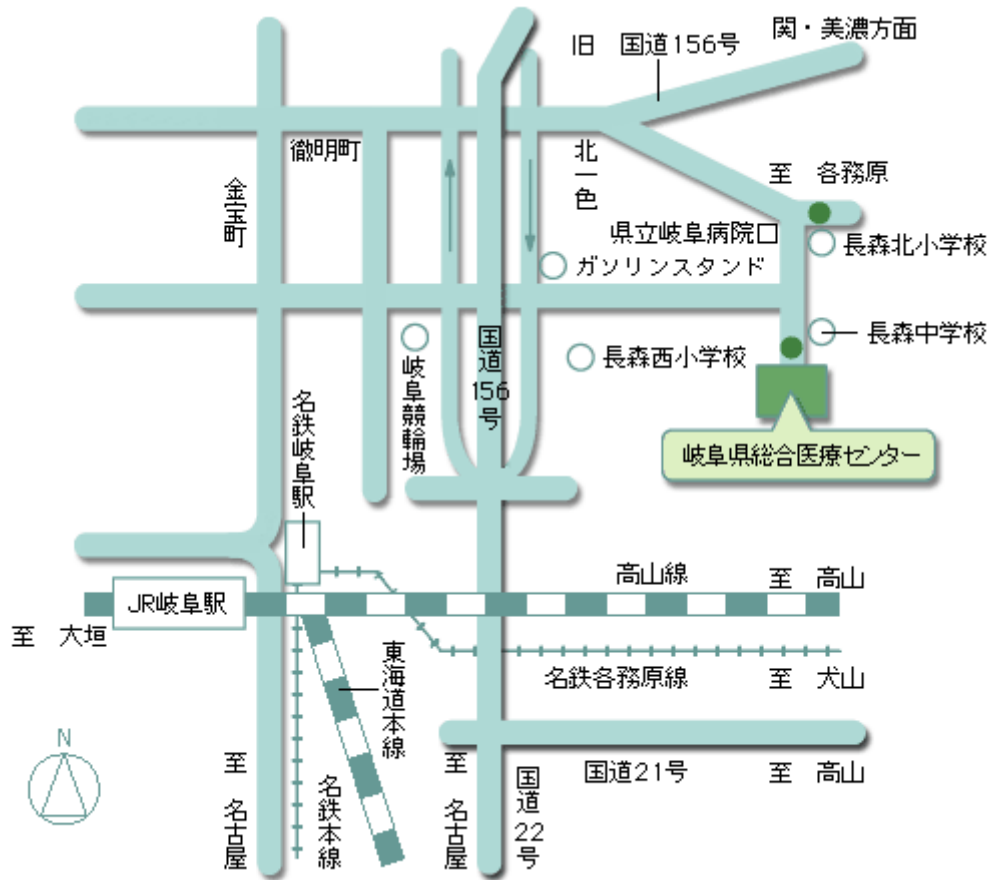 関・美濃方面
旧 国道156号
徹明町
北一色
至 各務原
金宝町
県立岐阜病院
長森北小学校
ガソリンスタンド
国道156号
長森中学校
長森西小学校
岐阜競輪場
名鉄岐阜駅
岐阜県総合医療センター
高山線
至 高山
JR岐阜駅
至 大垣
東海道本線
名鉄各務原線
至 犬山
N
至 名古屋
名鉄本線
至 名古屋
国道22号
国道21号
至 高山